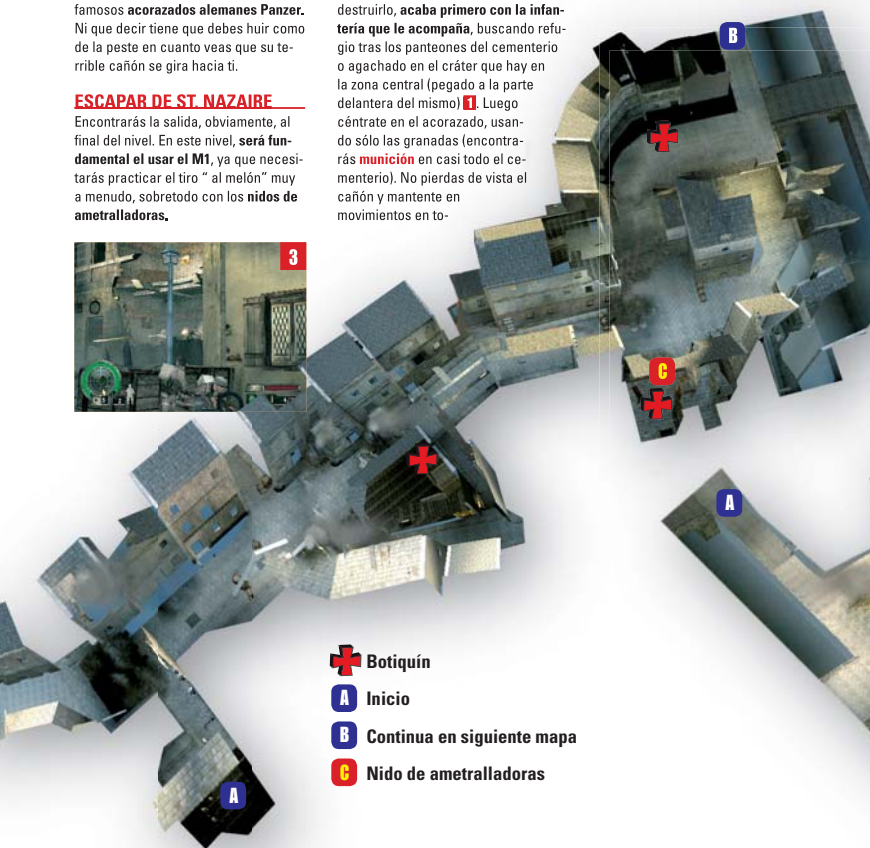 famosos acorazados alemanes Panzer.
Ni que decir tiene que debes huir como
de la peste en cuanto veas que su te-
rrible cañón se gira hacia ti.
ESCAPAR DE ST. NAZAIRE
Encontrarás la salida, obviamente, al
final del nivel. En este nivel, será fun-
damental el usar el M1, ya que necesi-
tarás practicar el tiro “ al melón” muy
a menudo, sobretodo con los nidos de
ametralladoras.
3
destruirlo, acaba primero con la infan-
tería que le acompaña, buscando refu-
gio tras los panteones del cementerio
o agachado en el cráter que hay en
la zona central (pegado a la parte
delantera del mismo) 1. Luego
céntrate en el acorazado, usan-
do sólo las granadas (encontra-
rás munición en casi todo el ce-
menterio). No pierdas de vista el
cañón y mantente en
movimientos en to-
B
C
A
A
Botiquín
A Inicio
B Continua en siguiente mapa
C Nido de ametralladoras